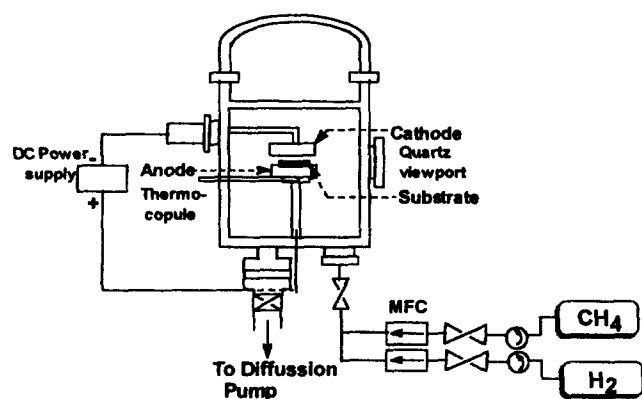 Cathode
Quartz
viewport
DC Power
supply
-
+
Anode
Thermo-
copule
Substrate
MFC
CH4
H2
To Diffussion
Pump